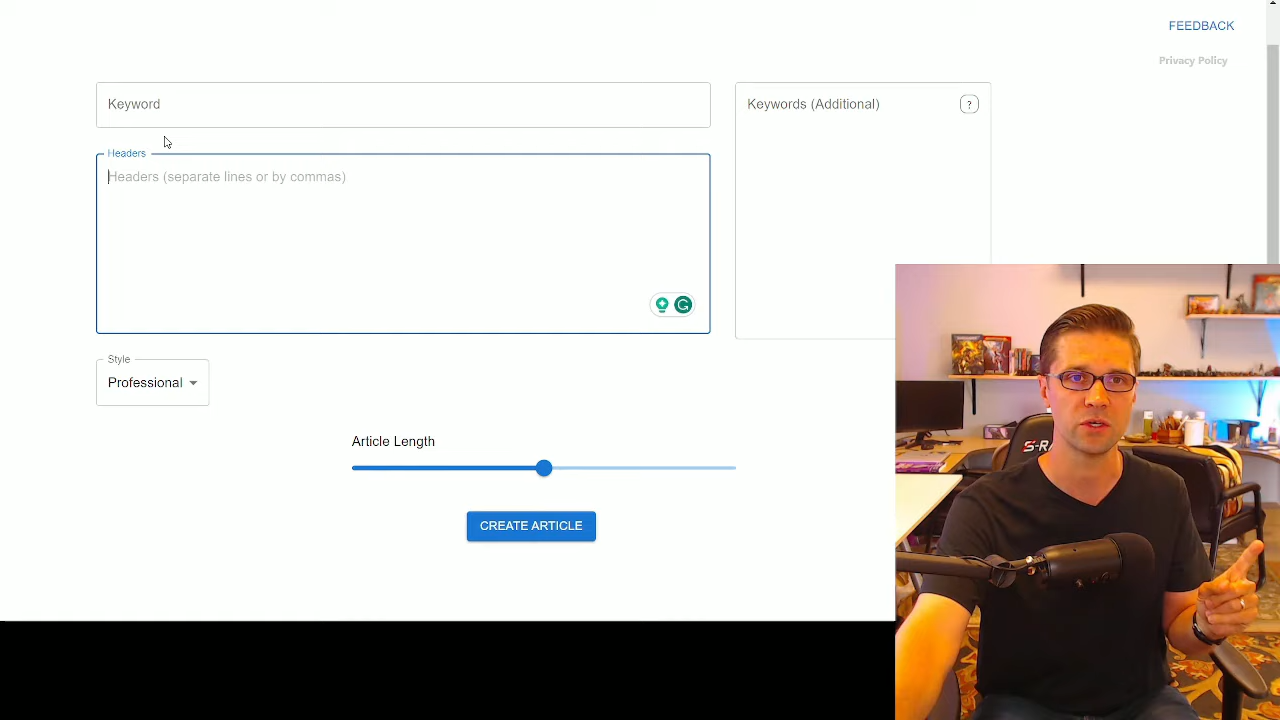 FEEDBACK
Privacy Policy
Keyword
Keywords (Additional)
?
Headers
Headers (separate lines or by commas)
Style
Professional
Article Length
CREATE ARTICLE
S-RA